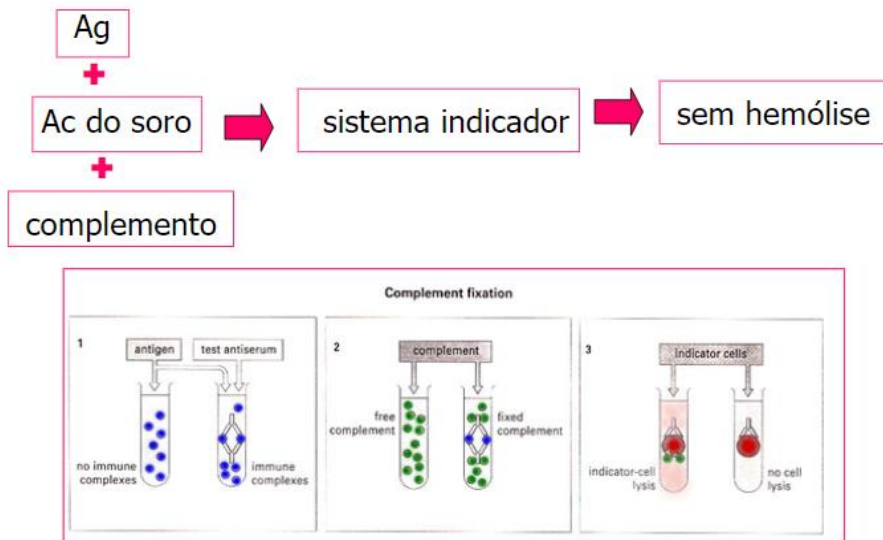 Ag
+
Ac do soro
+
complemento
sistema indicador
sem hemólise
Complement fixation
1
antigen
test antiserum
no immune
complexes
immune
complexes
2
complement
free
complement
fixed
complement
3
indicator cells
indicator-cell
lysis
no cell
lysis